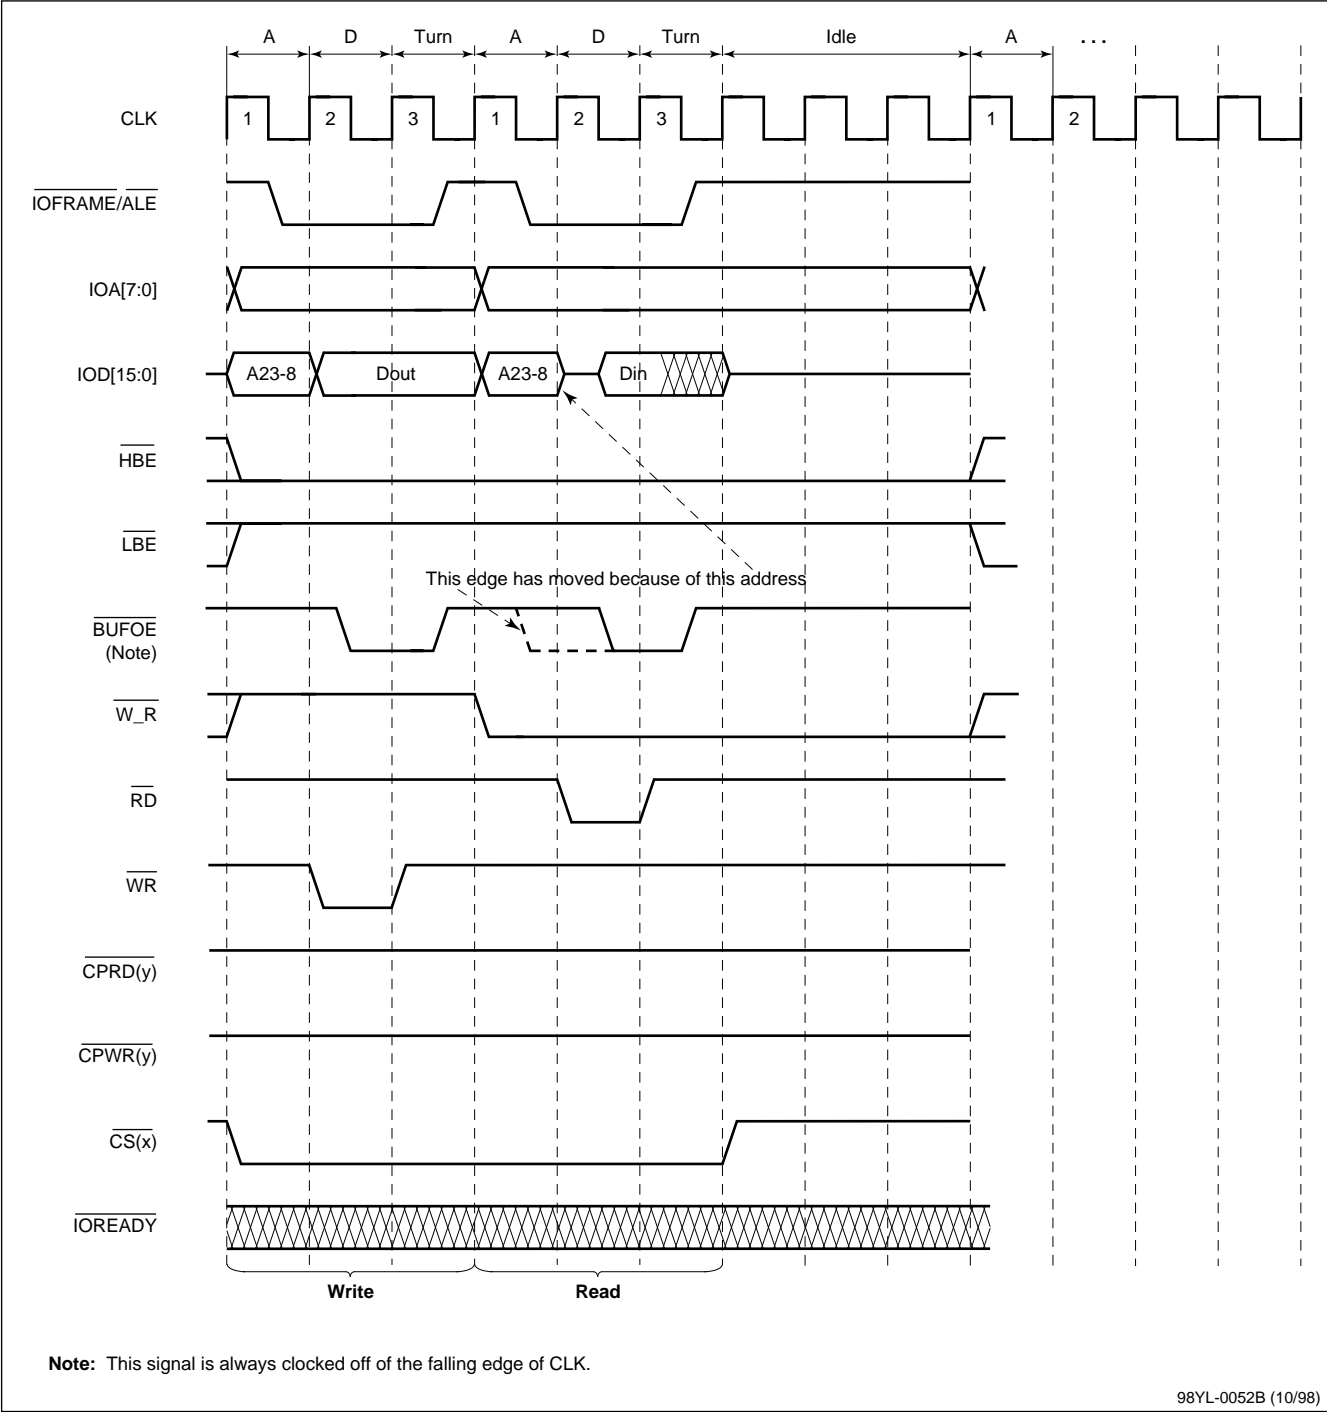 A D Turn A D Turn Idle A ...
CLK 1 2 3 1 2 3 1 2
IOFRAME/ALE
IOA[7:0]
IOD[15:0] A23-8 Dout A23-8 Din
HBE
LBE
This edge has moved because of this address
BUFOE
(Note)
W_R
RD
WR
CPRD(y)
CPWR(y)
CS(x)
IOREADY
Write Read
Note: This signal is always clocked off of the falling edge of CLK.
98YL-0052B (10/98)